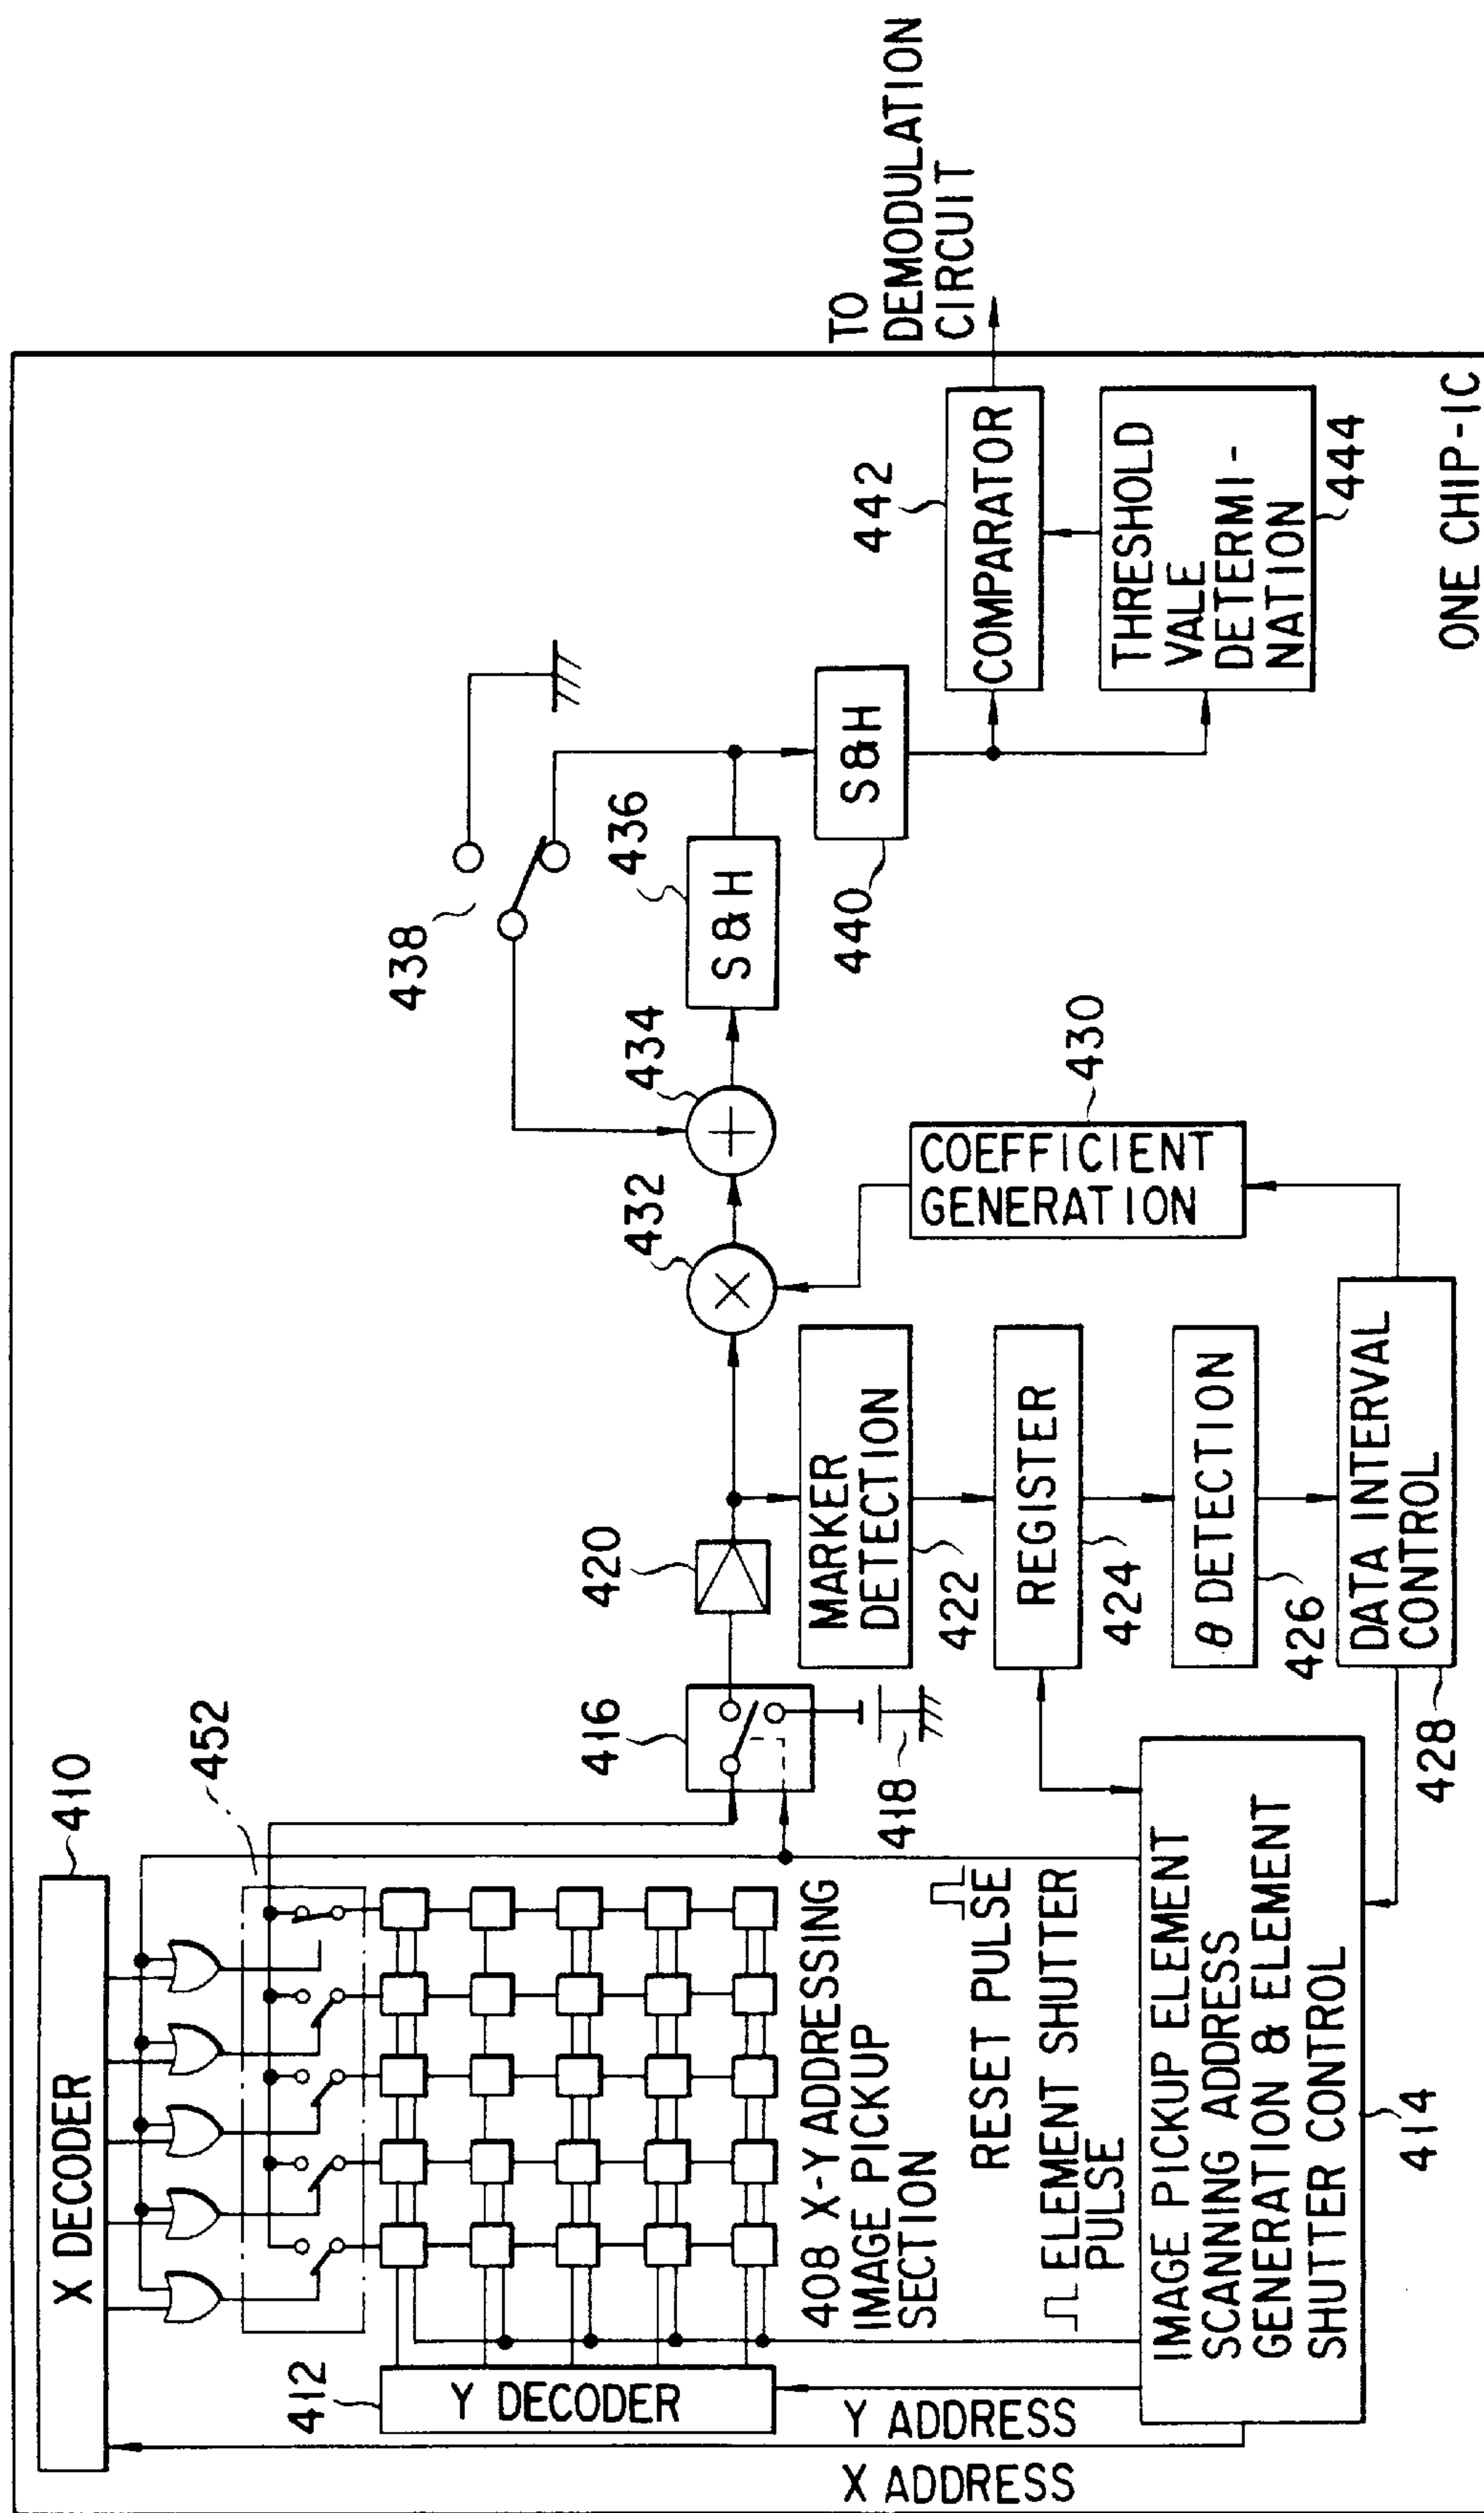 X DECODER
410
452
412
Y DECODER
416
418
420
408 X-Y ADDRESSING
IMAGE PICKUP
SECTION
RESET PULSE
ELEMENT SHUTTER
PULSE
Y ADDRESS
X ADDRESS
IMAGE PICKUP ELEMENT
SCANNING ADDRESS
GENERATION & ELEMENT
SHUTTER CONTROL
414
MARKER
DETECTION
422
REGISTER
424
θ DETECTION
426
DATA INTERVAL
CONTROL
428
432
434
COEFFICIENT
GENERATION
430
438
S&H
436
S&H
440
442
COMPARATOR
THRESHOLD
VALE
DETERMI-
NATION
444
TO
DEMODULATION
CIRCUIT
ONE CHIP-IC